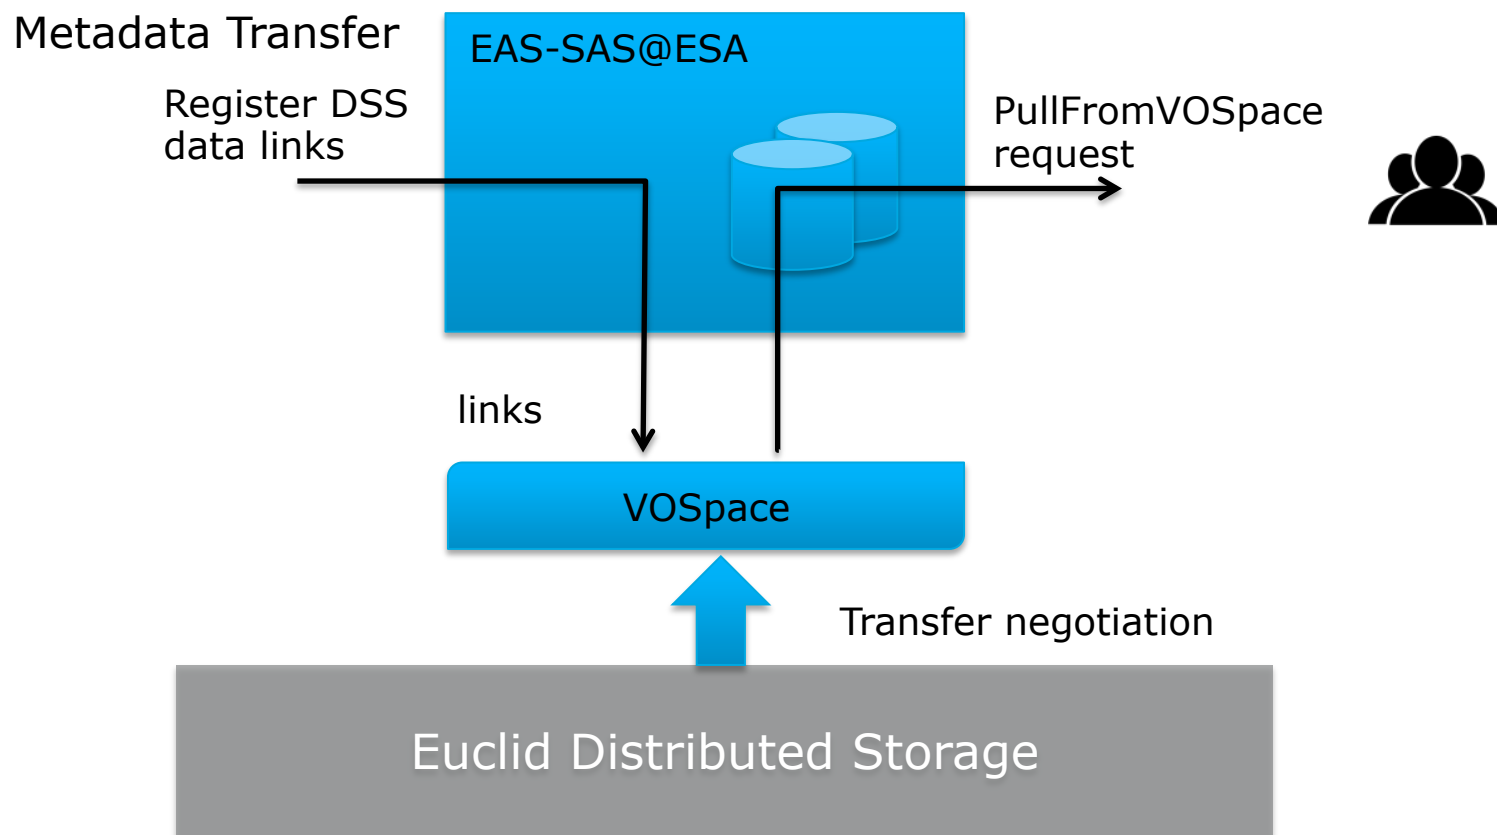 Metadata Transfer
EAS-SAS@ESA
Register DSS
data links
PullFromVOSpace
request
links
VOSpace
Transfer negotiation
Euclid Distributed Storage